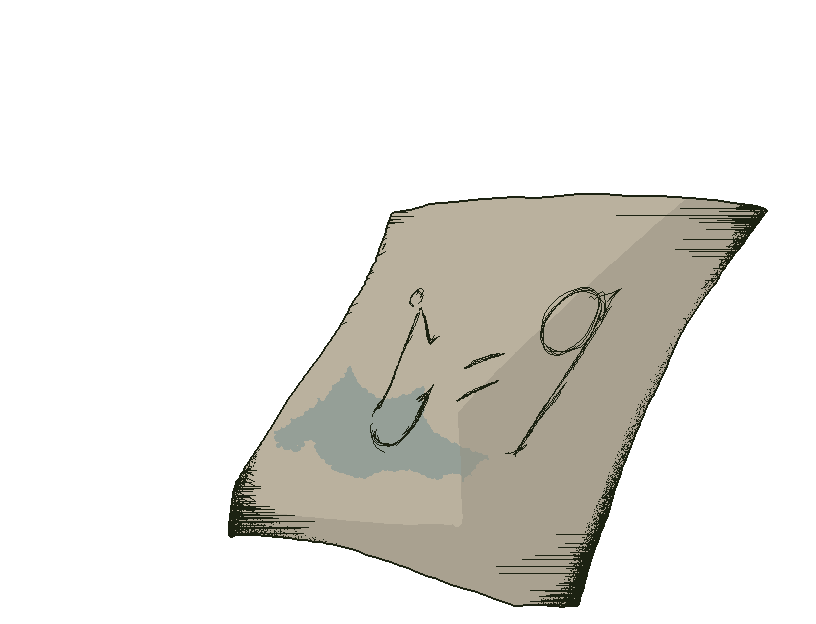 i = 9